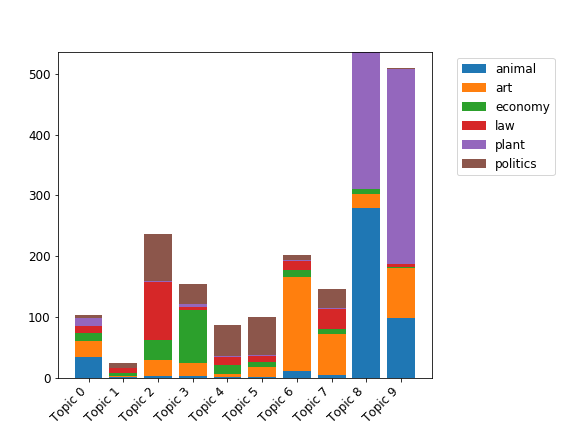 500
400
300
200
100
0
Topic 0
Topic 1
Topic 2
Topic 3
Topic 4
Topic 5
Topic 6
Topic 7
Topic 8
Topic 9
animal
art
economy
law
plant
politics